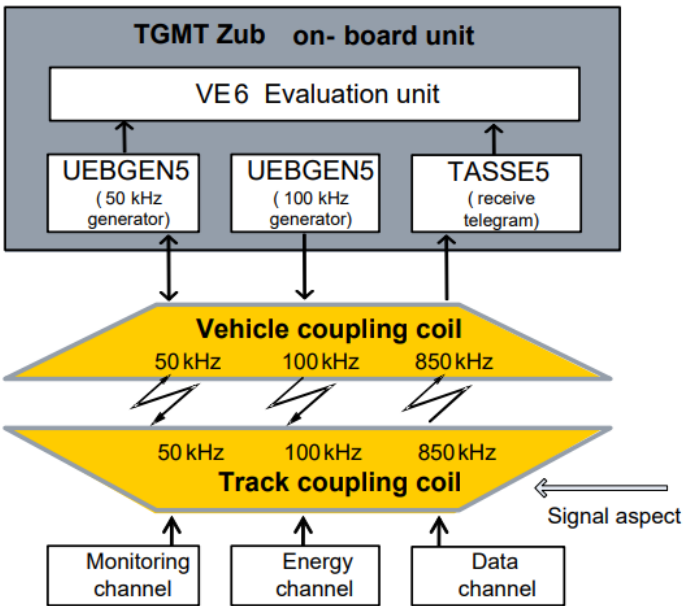 TGMT Zub on- board unit
VE6 Evaluation unit
UEBGEN5 UEBGEN5 TASSE5
( 50 kHz ( 100 kHz ( receive
generator) generator) telegram)
Vehicle coupling coil
50 kHz 100 kHz 850 kHz
50 kHz 100 kHz 850 kHz
Track coupling coil
Signal aspect
Monitoring Energy Data
channel channel channel